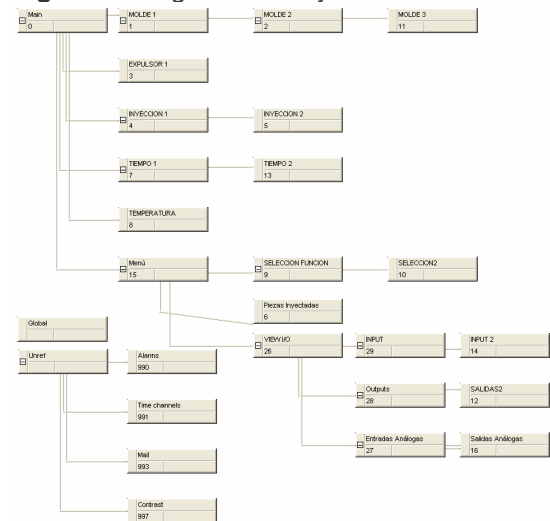 Main
0
MOLDE 1
1
MOLDE 2
2
MOLDE 3
11
EXPULSOR 1
3
INYECCION 1
4
INYECCION 2
5
TIEMPO 1
7
TIEMPO 2
13
TEMPERATURA
8
Menú
15
SELECCION FUNCION
9
SELECCION2
10
Piezas Inyectadas
6
Global
VIEW I/O
26
INPUT
29
INPUT 2
14
Unref
Alarms
990
Outputs
28
SALIDAS2
12
Time channels
991
Entradas Análogas
27
Salidas Análogas
16
Mail
993
Contrast
997